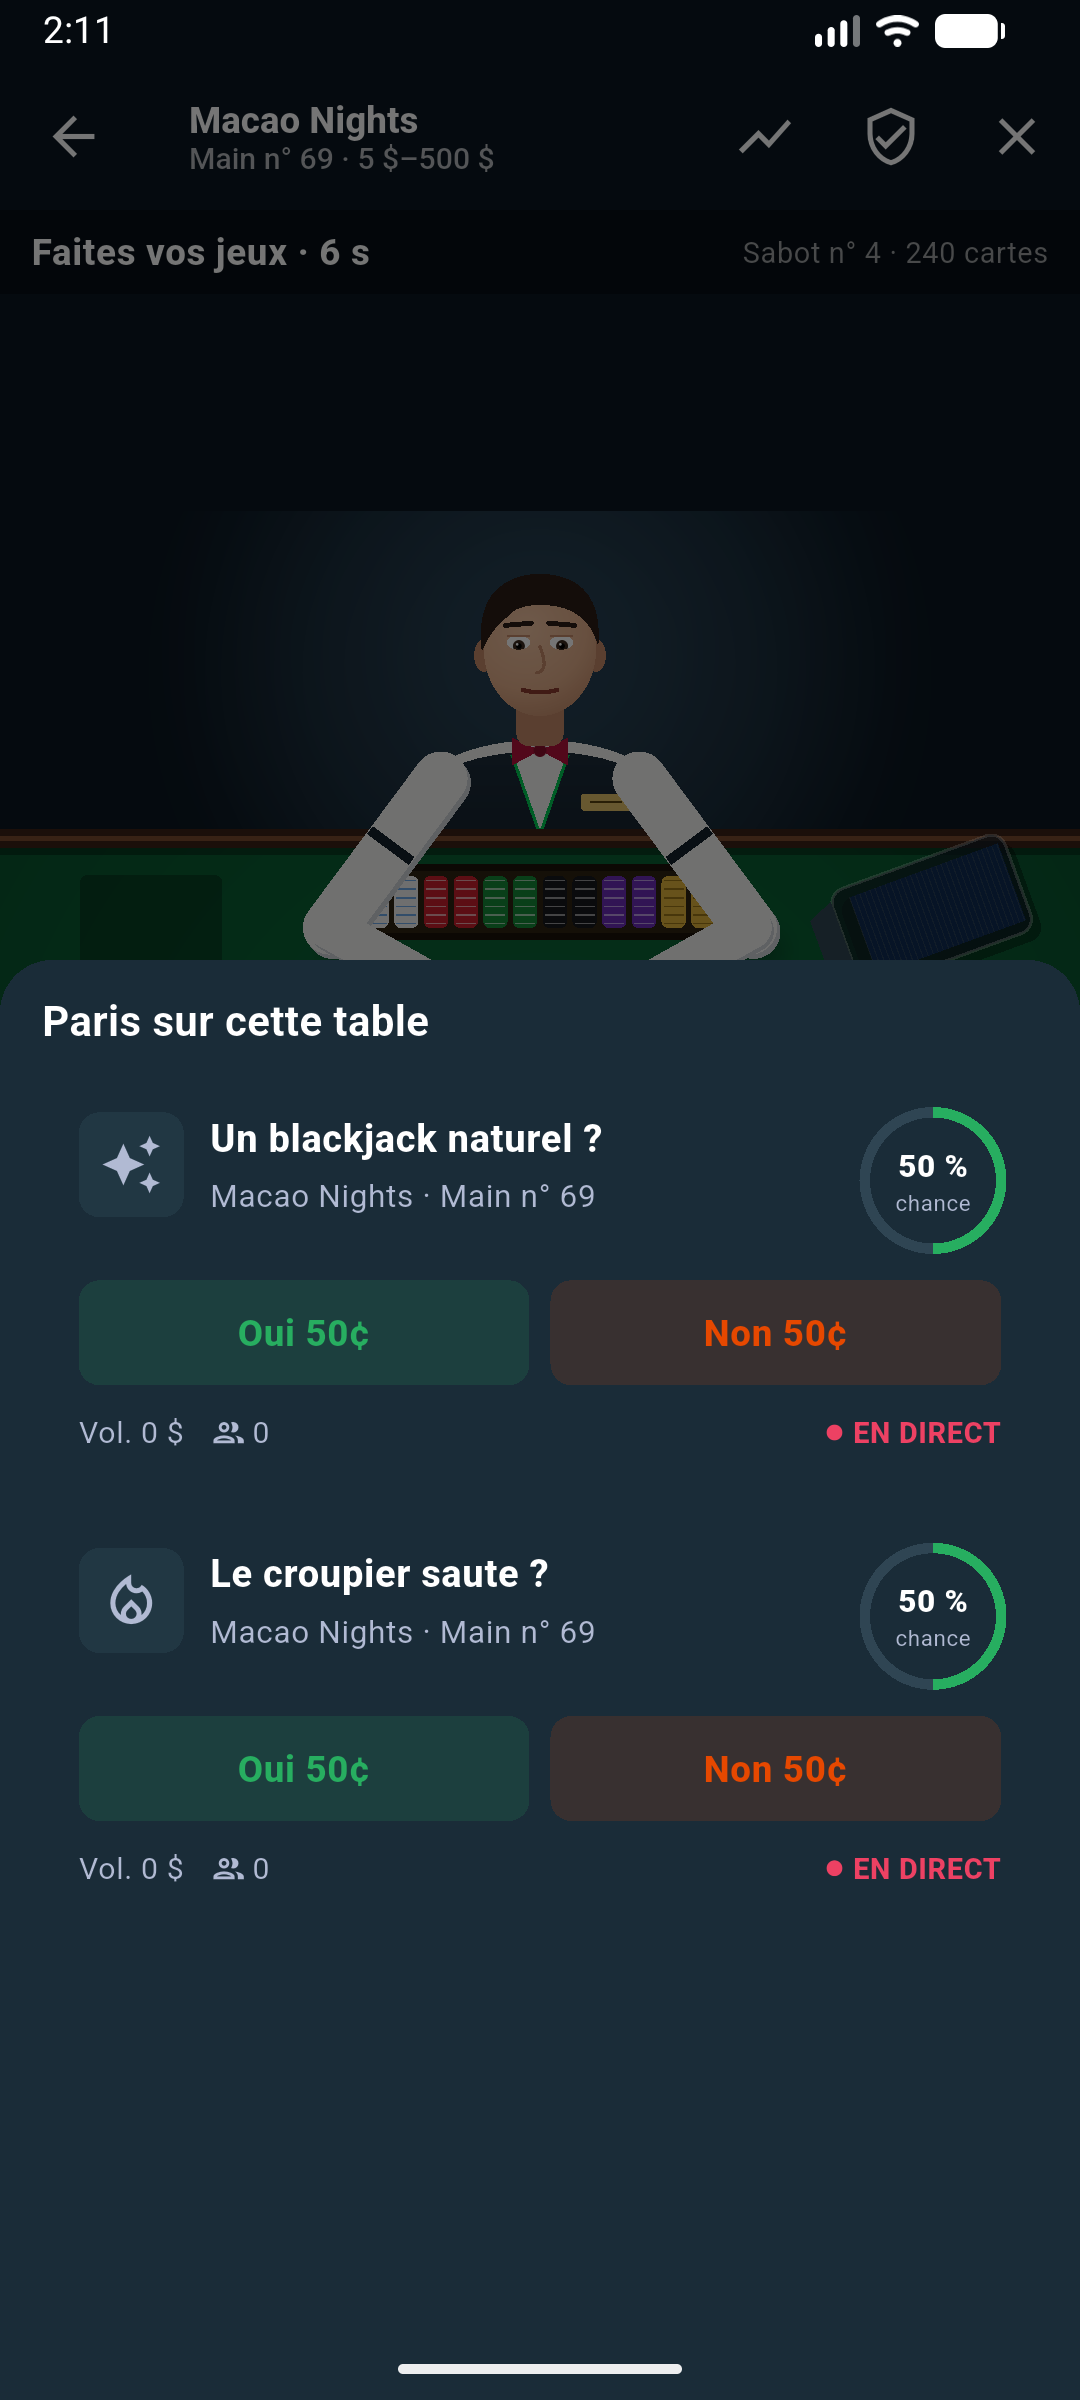 2:11
Macao Nights
Main n° 69 · 5 $–500 $
Faites vos jeux · 6 s
Sabot n° 4 · 240 cartes
Paris sur cette table
Un blackjack naturel ?
Macao Nights · Main n° 69
50 %
chance
Oui 50¢
Non 50¢
Vol. 0 $
0
EN DIRECT
Le croupier saute ?
Macao Nights · Main n° 69
50 %
chance
Oui 50¢
Non 50¢
Vol. 0 $
0
EN DIRECT